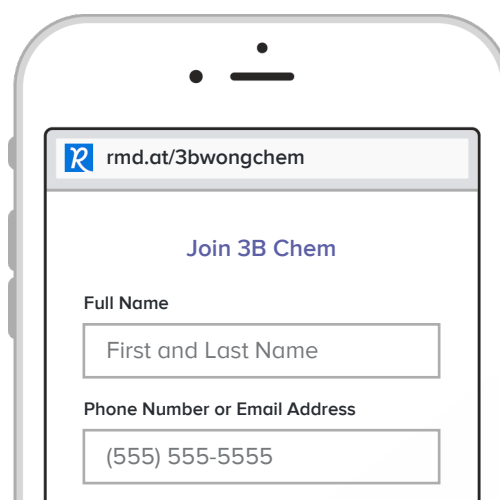 rmd.at/3bwongchem
Join 3B Chem
Full Name
First and Last Name
Phone Number or Email Address
(555) 555-5555